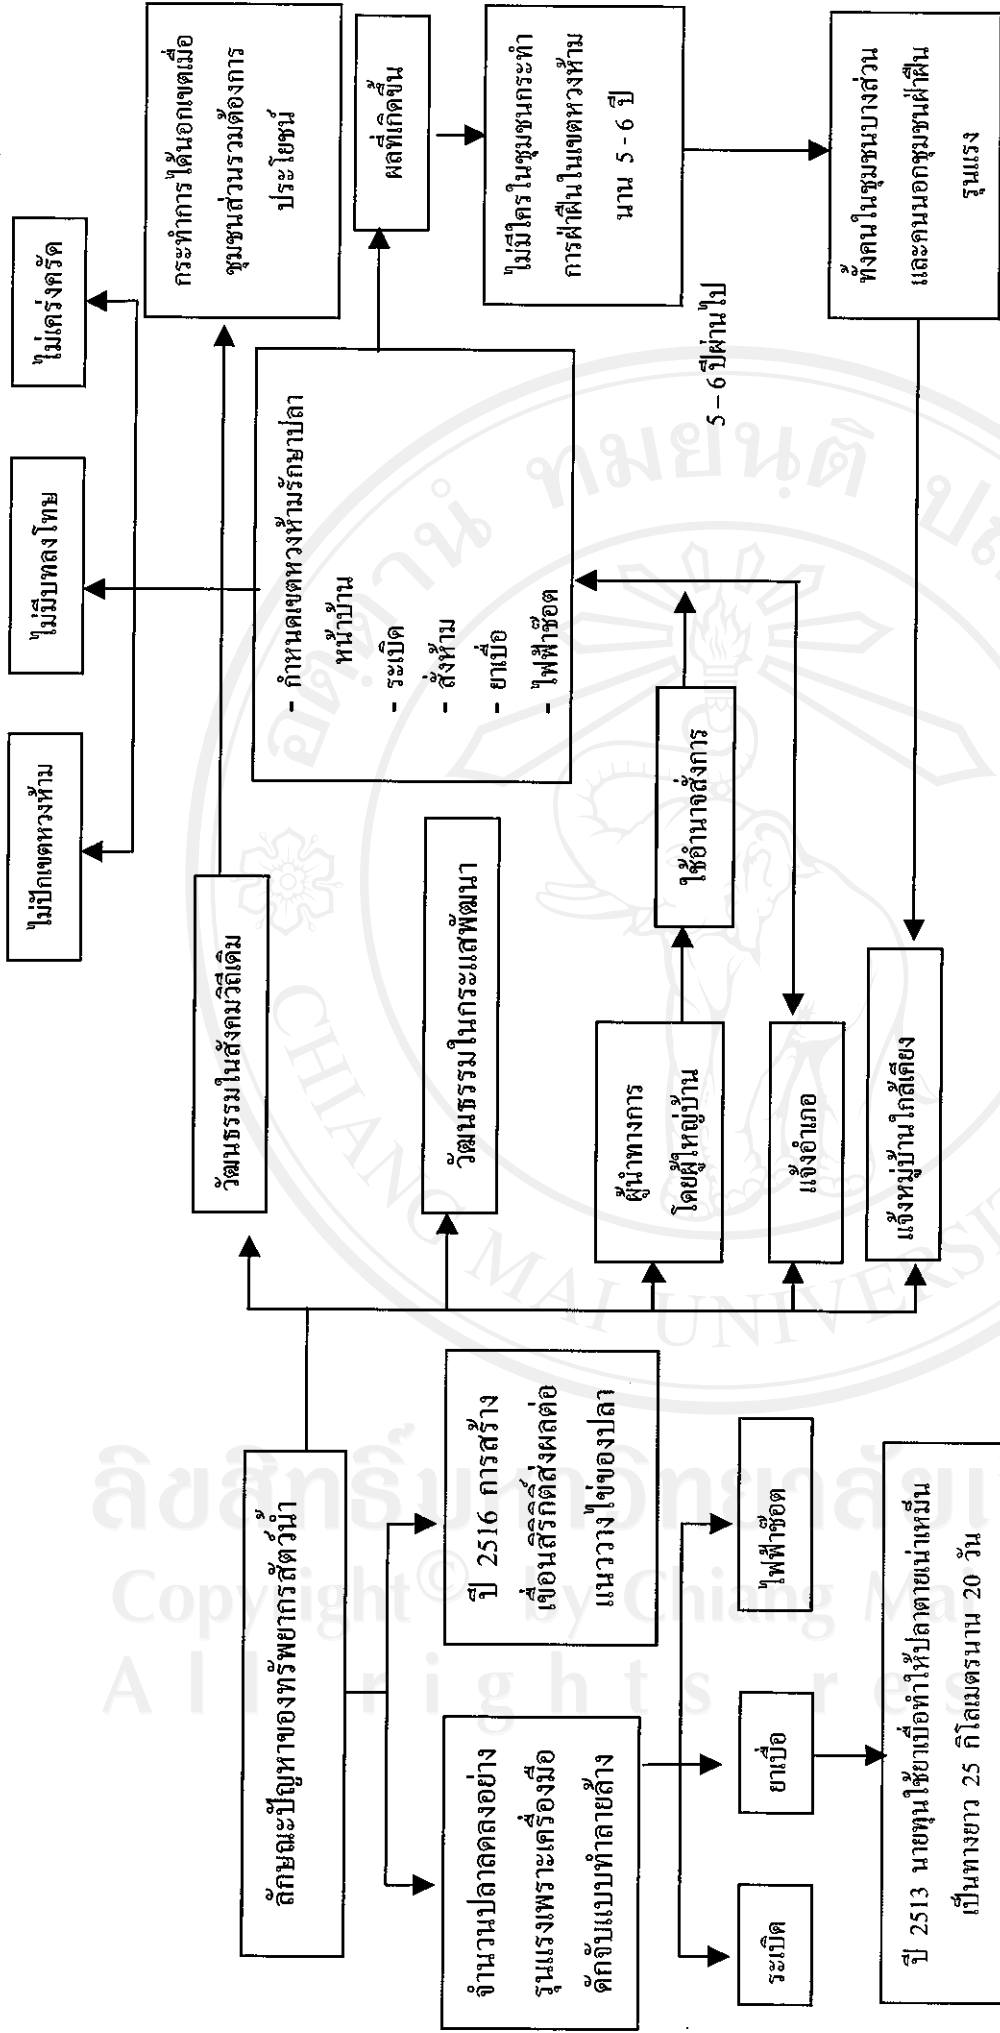 ลักษณะปัญหาของทรัพยากรสัตว์น้ำ
จำนวนปลาลดลงอย่าง
รุนแรงเพราะเครื่องมือ
ดักจับแบบทำลายล้าง
ปี 2516 การสร้าง
เขื่อนสิริกิติ์ส่งผลต่อ
แนววางไข่ของปลา
ระเบิด
ยาเบื่อ
ไฟฟ้าช๊อต
ปี 2513 นายทุนใช้ยาเบื่อทำให้ปลาตายเน่าเหม็น
เป็นทางยาว 25 กิโลเมตรนาน 20 วัน
วัฒนธรรมในสังคมวิถีเดิม
วัฒนธรรมในกระแสพัฒนา
ผู้นำทางการ
โดยผู้ใหญ่บ้าน
แจ้งอำเภอ
แจ้งหมู่บ้านใกล้เคียง
ใช้อำนาจสั่งการ
ไม่ปักเขตหวงห้าม
ไม่มีบทลงโทษ
ไม่เคร่งครัด
- กำหนดเขตหวงห้ามรักษาปลา
หน้าบ้าน
- ระเบิด
- สั่งห้าม
- ยาเบื่อ
- ไฟฟ้าช๊อต
กระทำการได้นอกเขตเมื่อ
ชุมชนส่วนรวมต้องการ
ประโยชน์
ผลที่เกิดขึ้น
ไม่มีใครในชุมชนกระทำ
การฝ่าฝืนในเขตหวงห้าม
นาน 5 - 6 ปี
5 – 6 ปีผ่านไป
ทั้งคนในชุมชนบางส่วน
และคนนอกชุมชนฝ่าฝืน
รุนแรง
CHIANG MAI UNIVERSI
Copyright© by Chiang Mai
All rights res